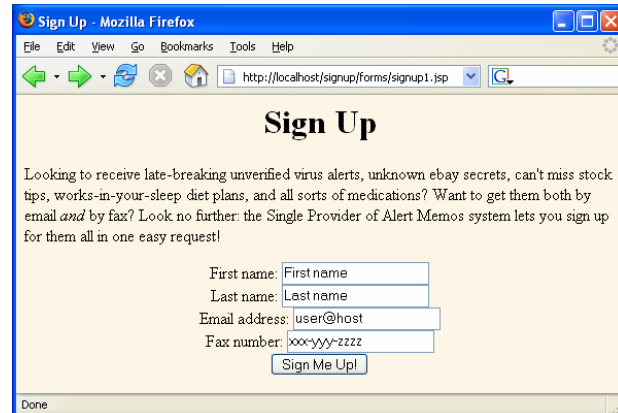 Sign Up - Mozilla Firefox
File Edit View Go Bookmarks Tools Help
http://localhost/signup/forms/signup1.jsp G
Sign Up
Looking to receive late-breaking unverified virus alerts, unknown ebay secrets, can't miss stock
tips, works-in-your-sleep diet plans, and all sorts of medications? Want to get them both by
email and by fax? Look no further: the Single Provider of Alert Memos system lets you sign up
for them all in one easy request!
First name: First name
Last name: Last name
Email address: user@host
Fax number: xxx-yyy-zzzz
Sign Me Up!
Done